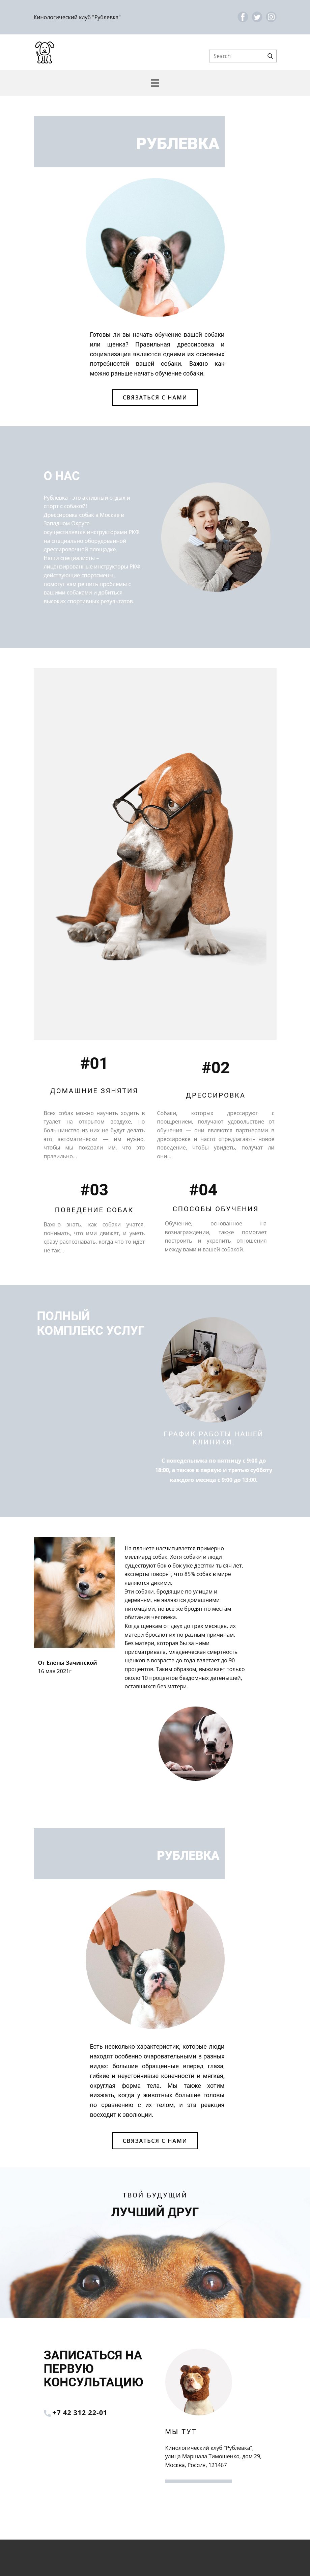 Кинологический клуб "Рублевка"
Search
РУБЛЕВКА
Готовы ли вы начать обучение вашей собаки
или щенка? Правильная дрессировка и
социализация являются одними из основных
потребностей вашей собаки. Важно как
можно раньше начать обучение собаки.
СВЯЗАТЬСЯ С НАМИ
О НАС
Рублевка - это активные отдых и
спорт с собакой!
Дрессировка собак в Москве в
Западном Округе
осуществляется инструкторами РКФ
на специально оборудованной
дрессировочной площадке.
Наши специалисты -
лицензированные инструкторы РКФ,
действующие спортсмены,
помогут вам решить проблемы с
вашими собаками и добиться
высоких спортивных результатов.
#01
ДОМАШНИЕ ЗЯНЯТИЯ
Всех собак можно научить ходить в
туалет на открытом воздухе, но
большинство из них не будут делать
это автоматически — им нужно,
чтобы мы показали им, что это
правильно...
#02
ДРЕССИРОВКА
Собаки, которых дрессируют с
поощрением, получают удовольствие от
обучения — они являются партнерами в
дрессировке и часто «предлагают» новое
поведение, чтобы увидеть, получат ли
они...
#03
ПОВЕДЕНИЕ СОБАК
Важно знать, как собаки учатся,
понимать, что ими движет, и уметь
сразу распознавать, когда что-то идет
не так...
#04
СПОСОБЫ ОБУЧЕНИЯ
Обучение, основанное на
вознаграждении, также помогает
построить и укрепить отношения
между вами и вашей собакой.
ПОЛНЫЙ
КОМПЛЕКС УСЛУГ
ГРАФИК РАБОТЫ НАШЕЙ
КЛИНИКИ:
С понедельника по пятницу с 9:00 до
18:00, а также в первую и третью субботу
каждого месяца с 9:00 до 13:00.
На планете насчитывается примерно
миллиард собак. Хотя собаки и люди
существуют бок о бок уже десятки тысяч лет,
эксперты говорят, что 85% собак в мире
являются дикими.
Эти собаки, бродящие по улицам и
деревням, не являются домашними
питомцами, но все же бродят по местам
обитания человека.
Когда щенкам от двух до трех месяцев, их
матери бросают их по разным причинам.
Без матери, которая бы за ними
присматривала, младенческая смертность
щенков в возрасте до года взлетает до 90
процентов. Таким образом, выживает только
около 10 процентов бездомных детенышей,
оставшихся без матери.
От Елены Зачинской
16 мая 2021г
РУБЛЕВКА
Есть несколько характеристик, которые люди
находят особенно очаровательными в разных
видах: большие обращенные вперед глаза,
гибкие и неустойчивые конечности и мягкая,
округлая форма тела. Мы также хотим
визжать, когда у животных большие головы
по сравнению с их телом, и эта реакция
восходит к эволюции.
СВЯЗАТЬСЯ С НАМИ
ТВОЙ БУДУЩИЙ
ЛУЧШИЙ ДРУГ
ЗАПИСАТЬСЯ НА
ПЕРВУЮ
КОНСУЛЬТАЦИЮ
+7 42 312 22-01
МЫ ТУТ
Кинологический клуб "Рублевка",
улица Маршала Тимошенко, дом 29,
Москва, Россия, 121467